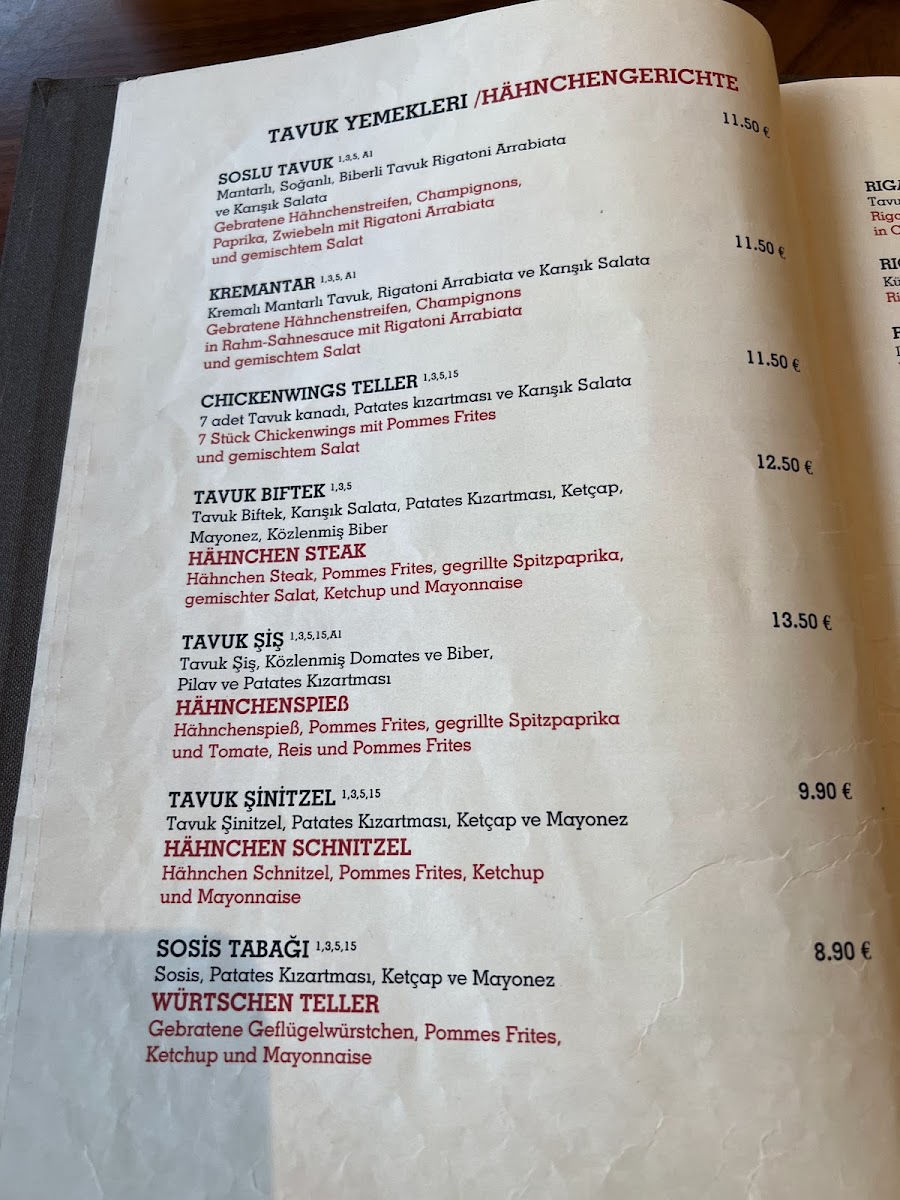 TAVUK YEMEKLERI /HÄHNCHENGERICHTE
SOSLU TAVUK 1,3,5, A1 11.50 €
Mantarlı, Soğanlı, Biberli Tavuk Rigatoni Arrabiata
ve Karışık Salata
Gebratene Hähnchenstreifen, Champignons,
Paprika, Zwiebeln mit Rigatoni Arrabiata
und gemischtem Salat
KREMANTAR 1,3,5, A1 11.50 €
Kremalı Mantarlı Tavuk, Rigatoni Arrabiata ve Karışık Salata
Gebratene Hähnchenstreifen, Champignons
in Rahm-Sahnesauce mit Rigatoni Arrabiata
und gemischtem Salat
CHICKENWINGS TELLER 1,3,5,15 11.50 €
7 adet Tavuk kanadı, Patates kızartması ve Karışık Salata
7 Stück Chickenwings mit Pommes Frites
und gemischtem Salat
TAVUK BIFTEK 1,3,5 12.50 €
Tavuk Biftek, Karışık Salata, Patates Kızartması, Ketçap,
Mayonez, Közlenmiş Biber
HÄHNCHEN STEAK
Hähnchen Steak, Pommes Frites, gegrillte Spitzpaprika,
gemischter Salat, Ketchup und Mayonnaise
TAVUK ŞİŞ 1,3,5,15,A1 13.50 €
Tavuk Şiş, Közlenmiş Domates ve Biber,
Pilav ve Patates Kızartması
HÄHNCHENSPIEß
Hähnchenspieß, Pommes Frites, gegrillte Spitzpaprika
und Tomate, Reis und Pommes Frites
TAVUK ŞİNİTZEL 1,3,5,15 9.90 €
Tavuk Şinitzel, Patates Kızartması, Ketçap ve Mayonez
HÄHNCHEN SCHNITZEL
Hähnchen Schnitzel, Pommes Frites, Ketchup
und Mayonnaise
SOSİS TABAĞI 1,3,5,15 8.90 €
Sosis, Patates Kızartması, Ketçap ve Mayonez
WÜRTSCHEN TELLER
Gebratene Geflügelwürstchen, Pommes Frites,
Ketchup und Mayonnaise